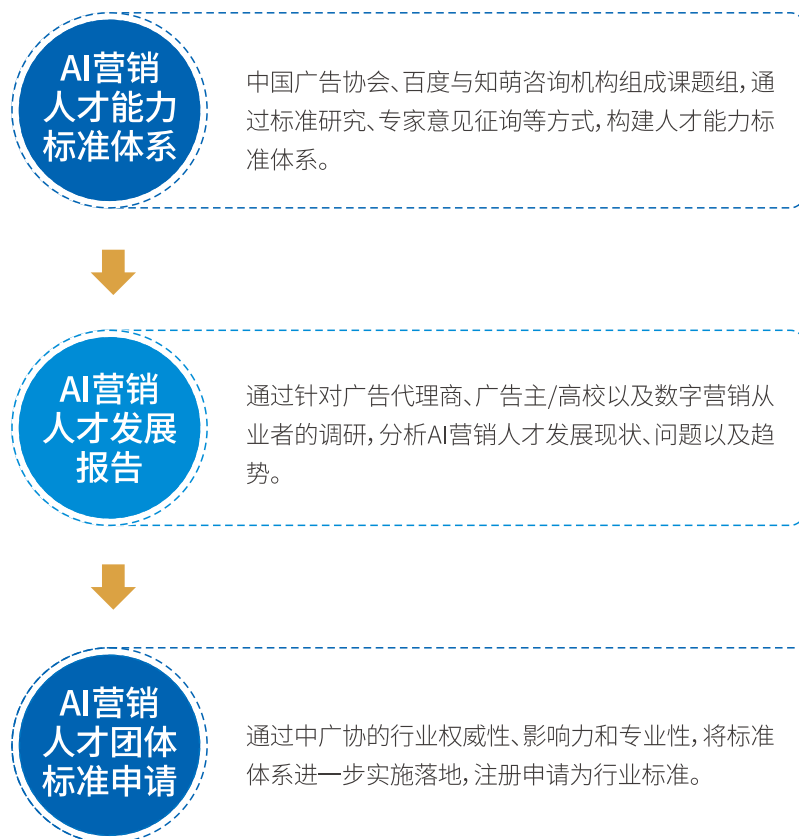 AI营销
人才能力
标准体系
中国广告协会、百度与知萌咨询机构组成课题组,通
过标准研究、专家意见征询等方式,构建人才能力标
准体系。
AI营销
人才发展
报告
通过针对广告代理商、广告主/高校以及数字营销从
业者的调研,分析AI营销人才发展现状、问题以及趋
势。
AI营销
人才团体
标准申请
通过中广协的行业权威性、影响力和专业性,将标准
体系进一步实施落地,注册申请为行业标准。